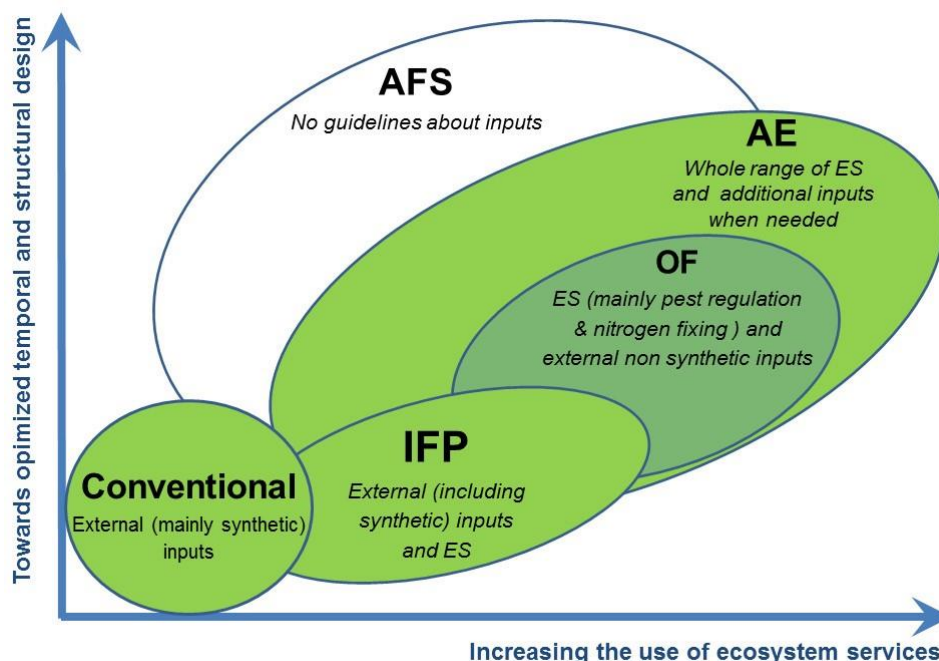 Towards opimized temporal and structural design
AFS
No guidelines about inputs
AE
Whole range of ES
and additional inputs
when needed
OF
ES (mainly pest regulation
& nitrogen fixing ) and
external non synthetic inputs
IFP
External (including
synthetic) inputs
and ES
Conventional
External (mainly synthetic)
inputs
Increasing the use of ecosystem services